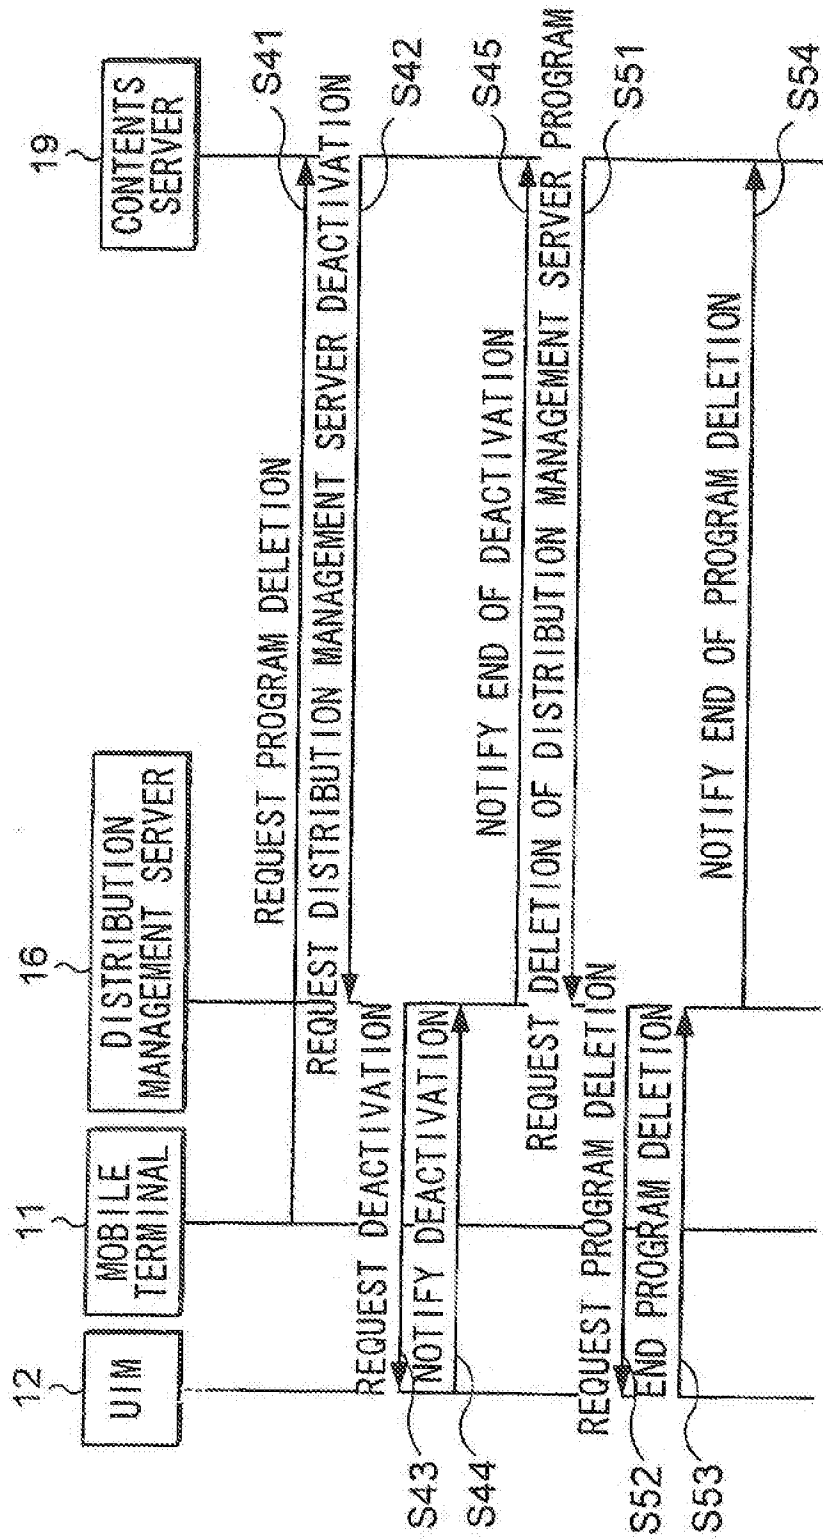 12
UIM
11
MOBILE
TERMINAL
16
DISTRIBUTION
MANAGEMENT SERVER
19
CONTENTS
SERVER
REQUEST PROGRAM DELETION
S41
REQUEST DISTRIBUTION MANAGEMENT SERVER DEACTIVATION
S42
REQUEST DEACTIVATION
S43
NOTIFY DEACTIVATION
S44
NOTIFY END OF DEACTIVATION
S45
REQUEST DELETION OF DISTRIBUTION MANAGEMENT SERVER PROGRAM
S51
REQUEST PROGRAM DELETION
S52
END PROGRAM DELETION
S53
NOTIFY END OF PROGRAM DELETION
S54